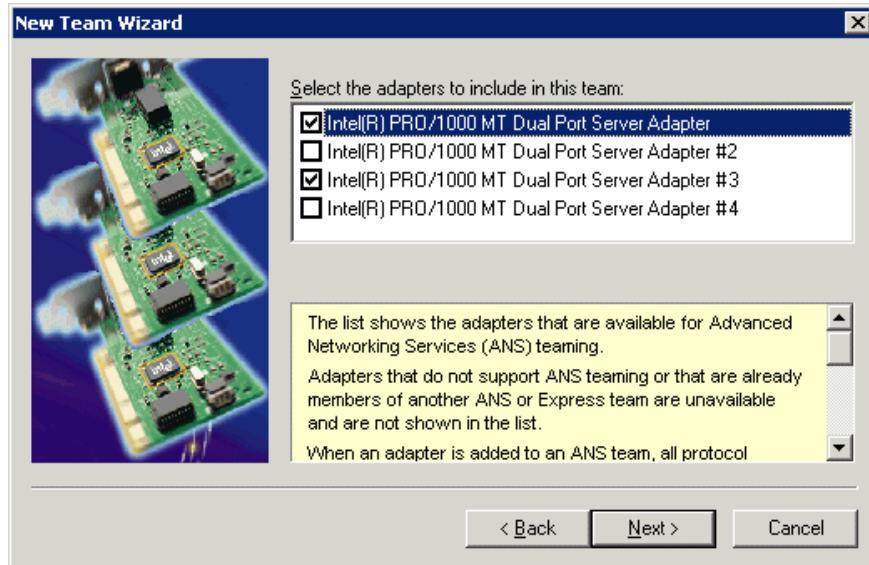 New Team Wizard
Select the adapters to include in this team:
Intel(R) PRO/1000 MT Dual Port Server Adapter
Intel(R) PRO/1000 MT Dual Port Server Adapter #2
Intel(R) PRO/1000 MT Dual Port Server Adapter #3
Intel(R) PRO/1000 MT Dual Port Server Adapter #4
intel
intel
intel
The list shows the adapters that are available for Advanced
Networking Services (ANS) teaming.
Adapters that do not support ANS teaming or that are already
members of another ANS or Express team are unavailable
and are not shown in the list.
When an adapter is added to an ANS team, all protocol
< Back
Next >
Cancel